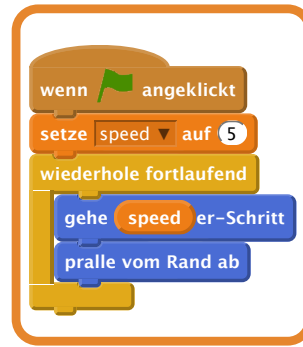 wenn angeklickt
setze speed auf 5
wiederhole fortlaufend
gehe speed er-Schritt
pralle vom Rand ab